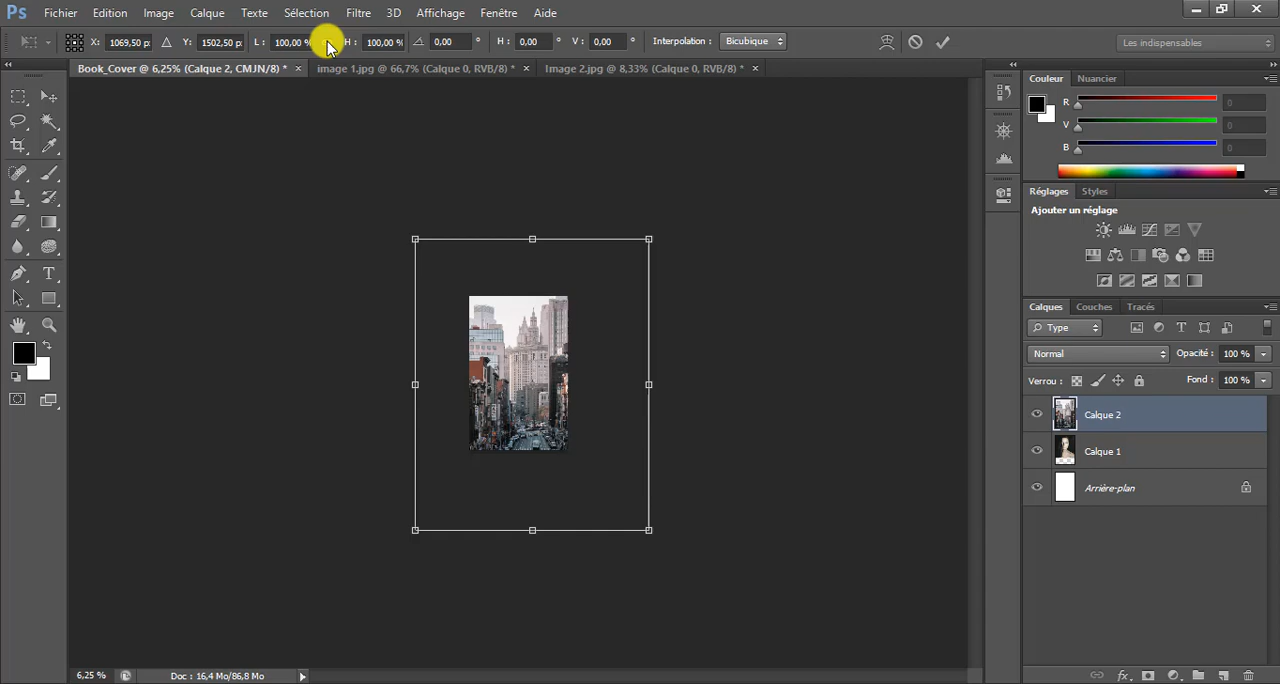 Ps Fichier Edition Image Calque Texte Sélection Filtre 3D Affichage Fenêtre Aide
X: 1069,50 px Y: 1502,50 px L : 100,00 % H : 100,00 % 0,00 ° H : 0,00 ° V : 0,00 ° Interpolation : Bicubique Les indispensables
Book_Cover @ 6,25% (Calque 2, CMJN/8) * × image 1.jpg @ 66,7% (Calque 0, RVB/8) * × Image 2.jpg @ 8,33% (Calque 0, RVB/8) * ×
Couleur Nuancier
R 0
V 0
B 0
Réglages Styles
Ajouter un réglage
Calques Couches Tracés
Type
Normal Opacité : 100 %
Verrou : Fond : 100 %
Calque 2
Calque 1
Arrière-plan
6,25 % Doc : 16,4 Mo/86,8 Mo